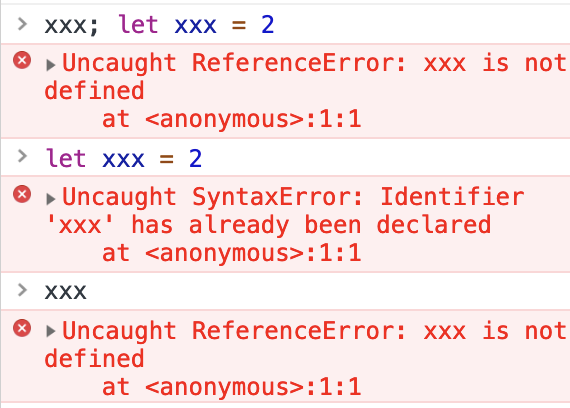 > xxx; let xxx = 2
▶Uncaught ReferenceError: xxx is not
defined
    at <anonymous>:1:1
> let xxx = 2
▶Uncaught SyntaxError: Identifier
'xxx' has already been declared
    at <anonymous>:1:1
> xxx
▶Uncaught ReferenceError: xxx is not
defined
    at <anonymous>:1:1